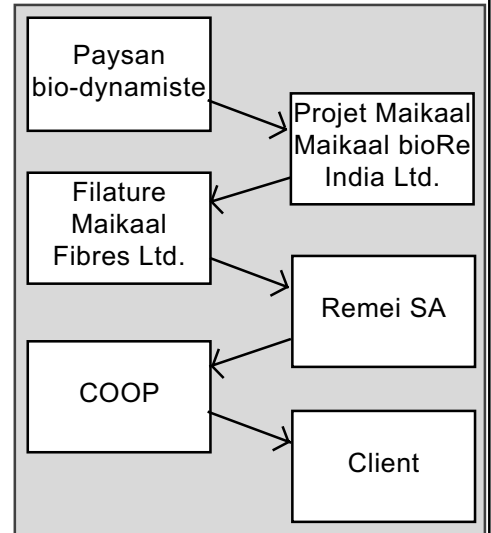 Paysan
bio-dynamiste
Projet Maikaal
Maikaal bioRe
India Ltd.
Filature
Maikaal
Fibres Ltd.
Remei SA
COOP
Client